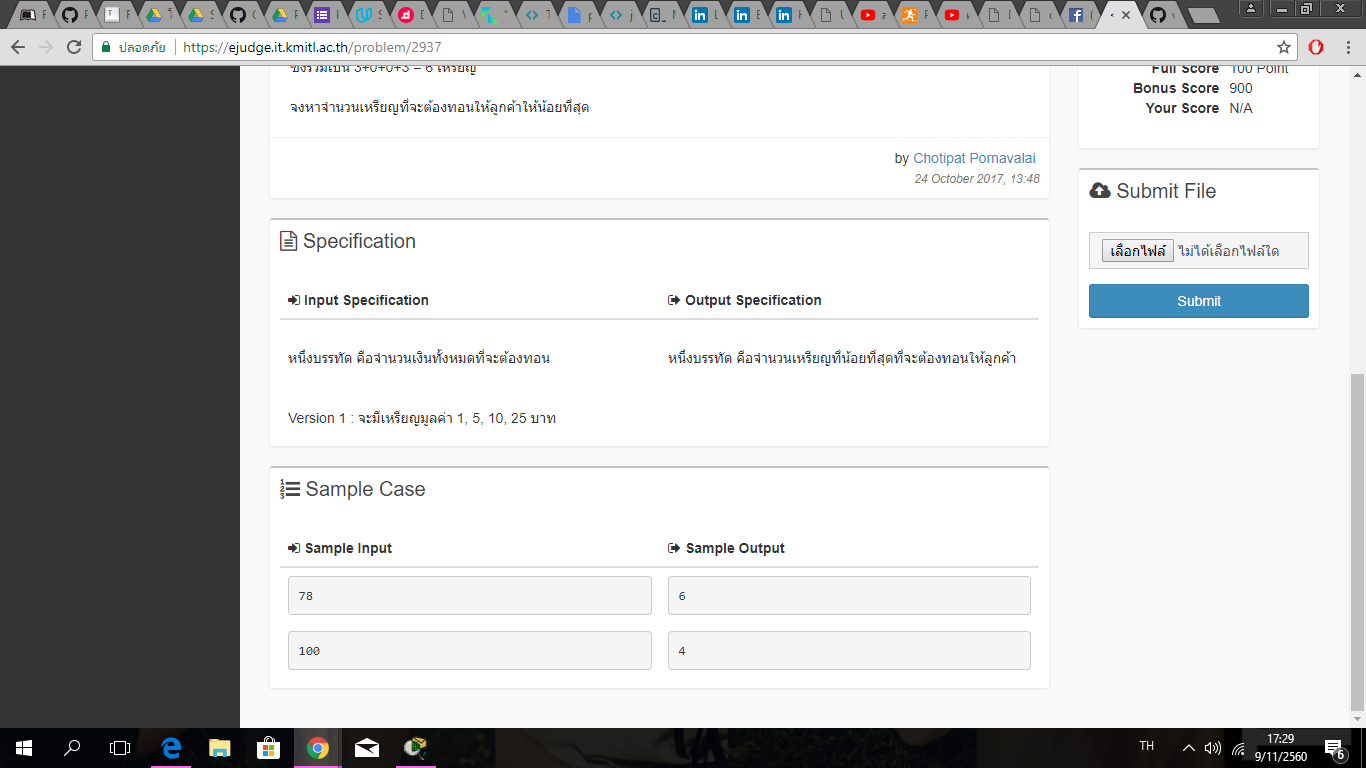 ปลอดภัย https://ejudge.it.kmitl.ac.th/problem/2937
ซึ่งรวมเป็น 3+0+0+3 = 6 เหรียญ
จงหาจำนวนเหรียญที่จะต้องทอนให้ลูกค้าให้น้อยที่สุด
by Chotipat Pornavalai
24 October 2017, 13:48
Full Score 100 Point
Bonus Score 900
Your Score N/A
Submit File
เลือกไฟล์ ไม่ได้เลือกไฟล์ใด
Submit
Specification
Input Specification
Output Specification
หนึ่งบรรทัด คือจำนวนเงินทั้งหมดที่จะต้องทอน
หนึ่งบรรทัด คือจำนวนเหรียญที่น้อยที่สุดที่จะต้องทอนให้ลูกค้า
Version 1 : จะมีเหรียญมูลค่า 1, 5, 10, 25 บาท
Sample Case
Sample Input
Sample Output
78
6
100
4
TH
17:29
9/11/2560
6